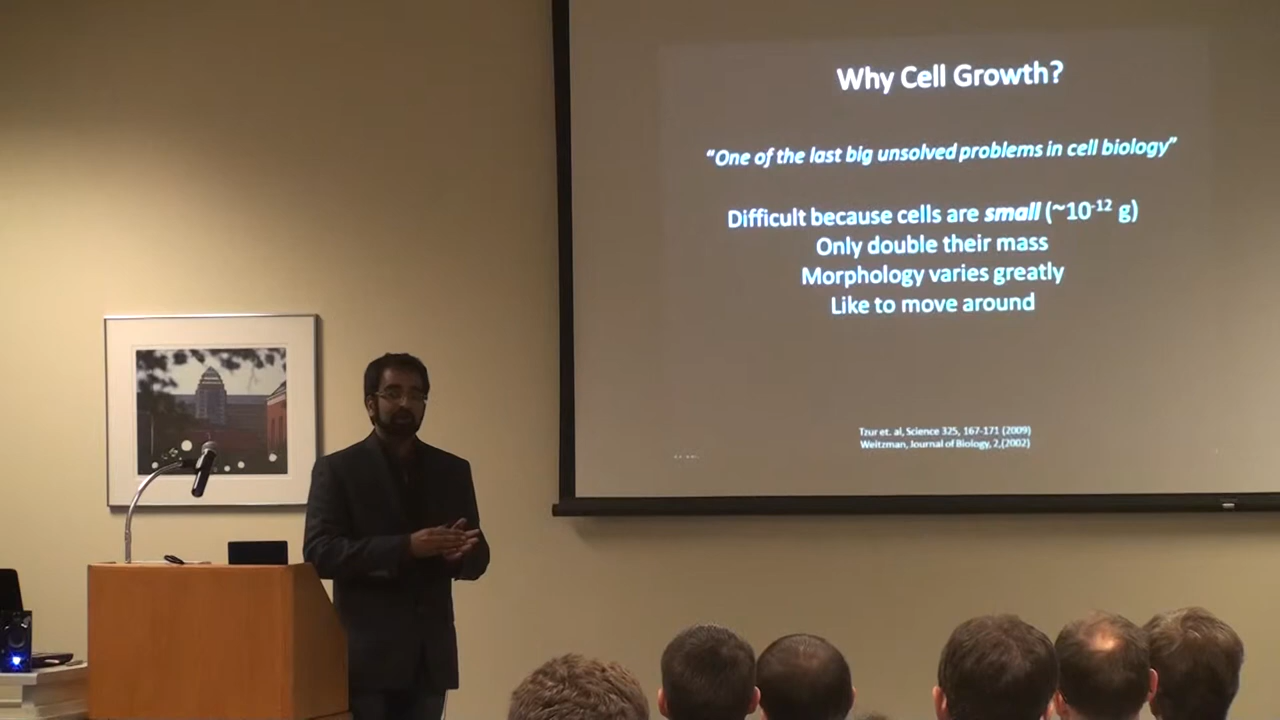 Why Cell Growth?
“One of the last big unsolved problems in cell biology”
Difficult because cells are small (~10⁻¹² g)
Only double their mass
Morphology varies greatly
Like to move around
Tzur et. al, Science 325, 167-171 (2009)
Weitzman, Journal of Biology, 2,(2002)